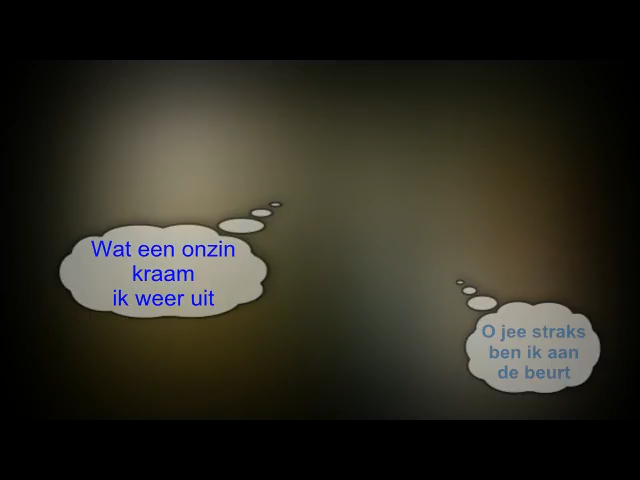 Wat een onzin
kraam
ik weer uit
O jee straks
ben ik aan
de beurt